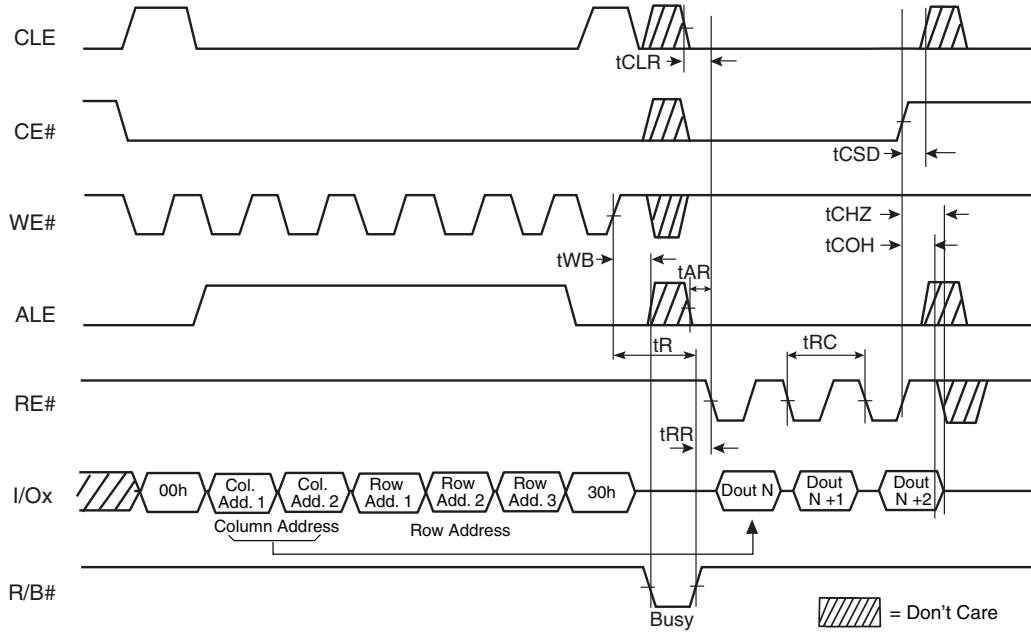 CLE
tCLR
CE#
tCSD
WE#
tCHZ
tCOH
tWB
tAR
ALE
tR
tRC
RE#
tRR
I/Ox
00h
Col.
Add. 1
Col.
Add. 2
Row
Add. 1
Row
Add. 2
Row
Add. 3
30h
Dout N
Dout
N +1
Dout
N +2
Column Address
Row Address
R/B#
Busy
= Don't Care